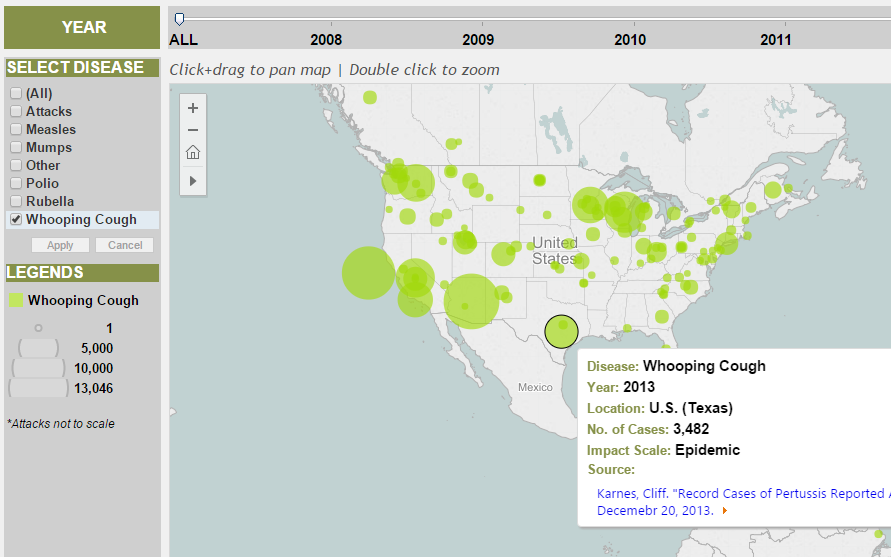 YEAR
ALL 2008 2009 2010 2011
SELECT DISEASE
Click+drag to pan map | Double click to zoom
(All)
Attacks
Measles
Mumps
Other
Polio
Rubella
Whooping Cough
Apply Cancel
LEGENDS
Whooping Cough
1
5,000
10,000
13,046
*Attacks not to scale
+
−
United
States
Mexico
Disease: Whooping Cough
Year: 2013
Location: U.S. (Texas)
No. of Cases: 3,482
Impact Scale: Epidemic
Source:
Karnes, Cliff. "Record Cases of Pertussis Reported A
Decemebr 20, 2013.